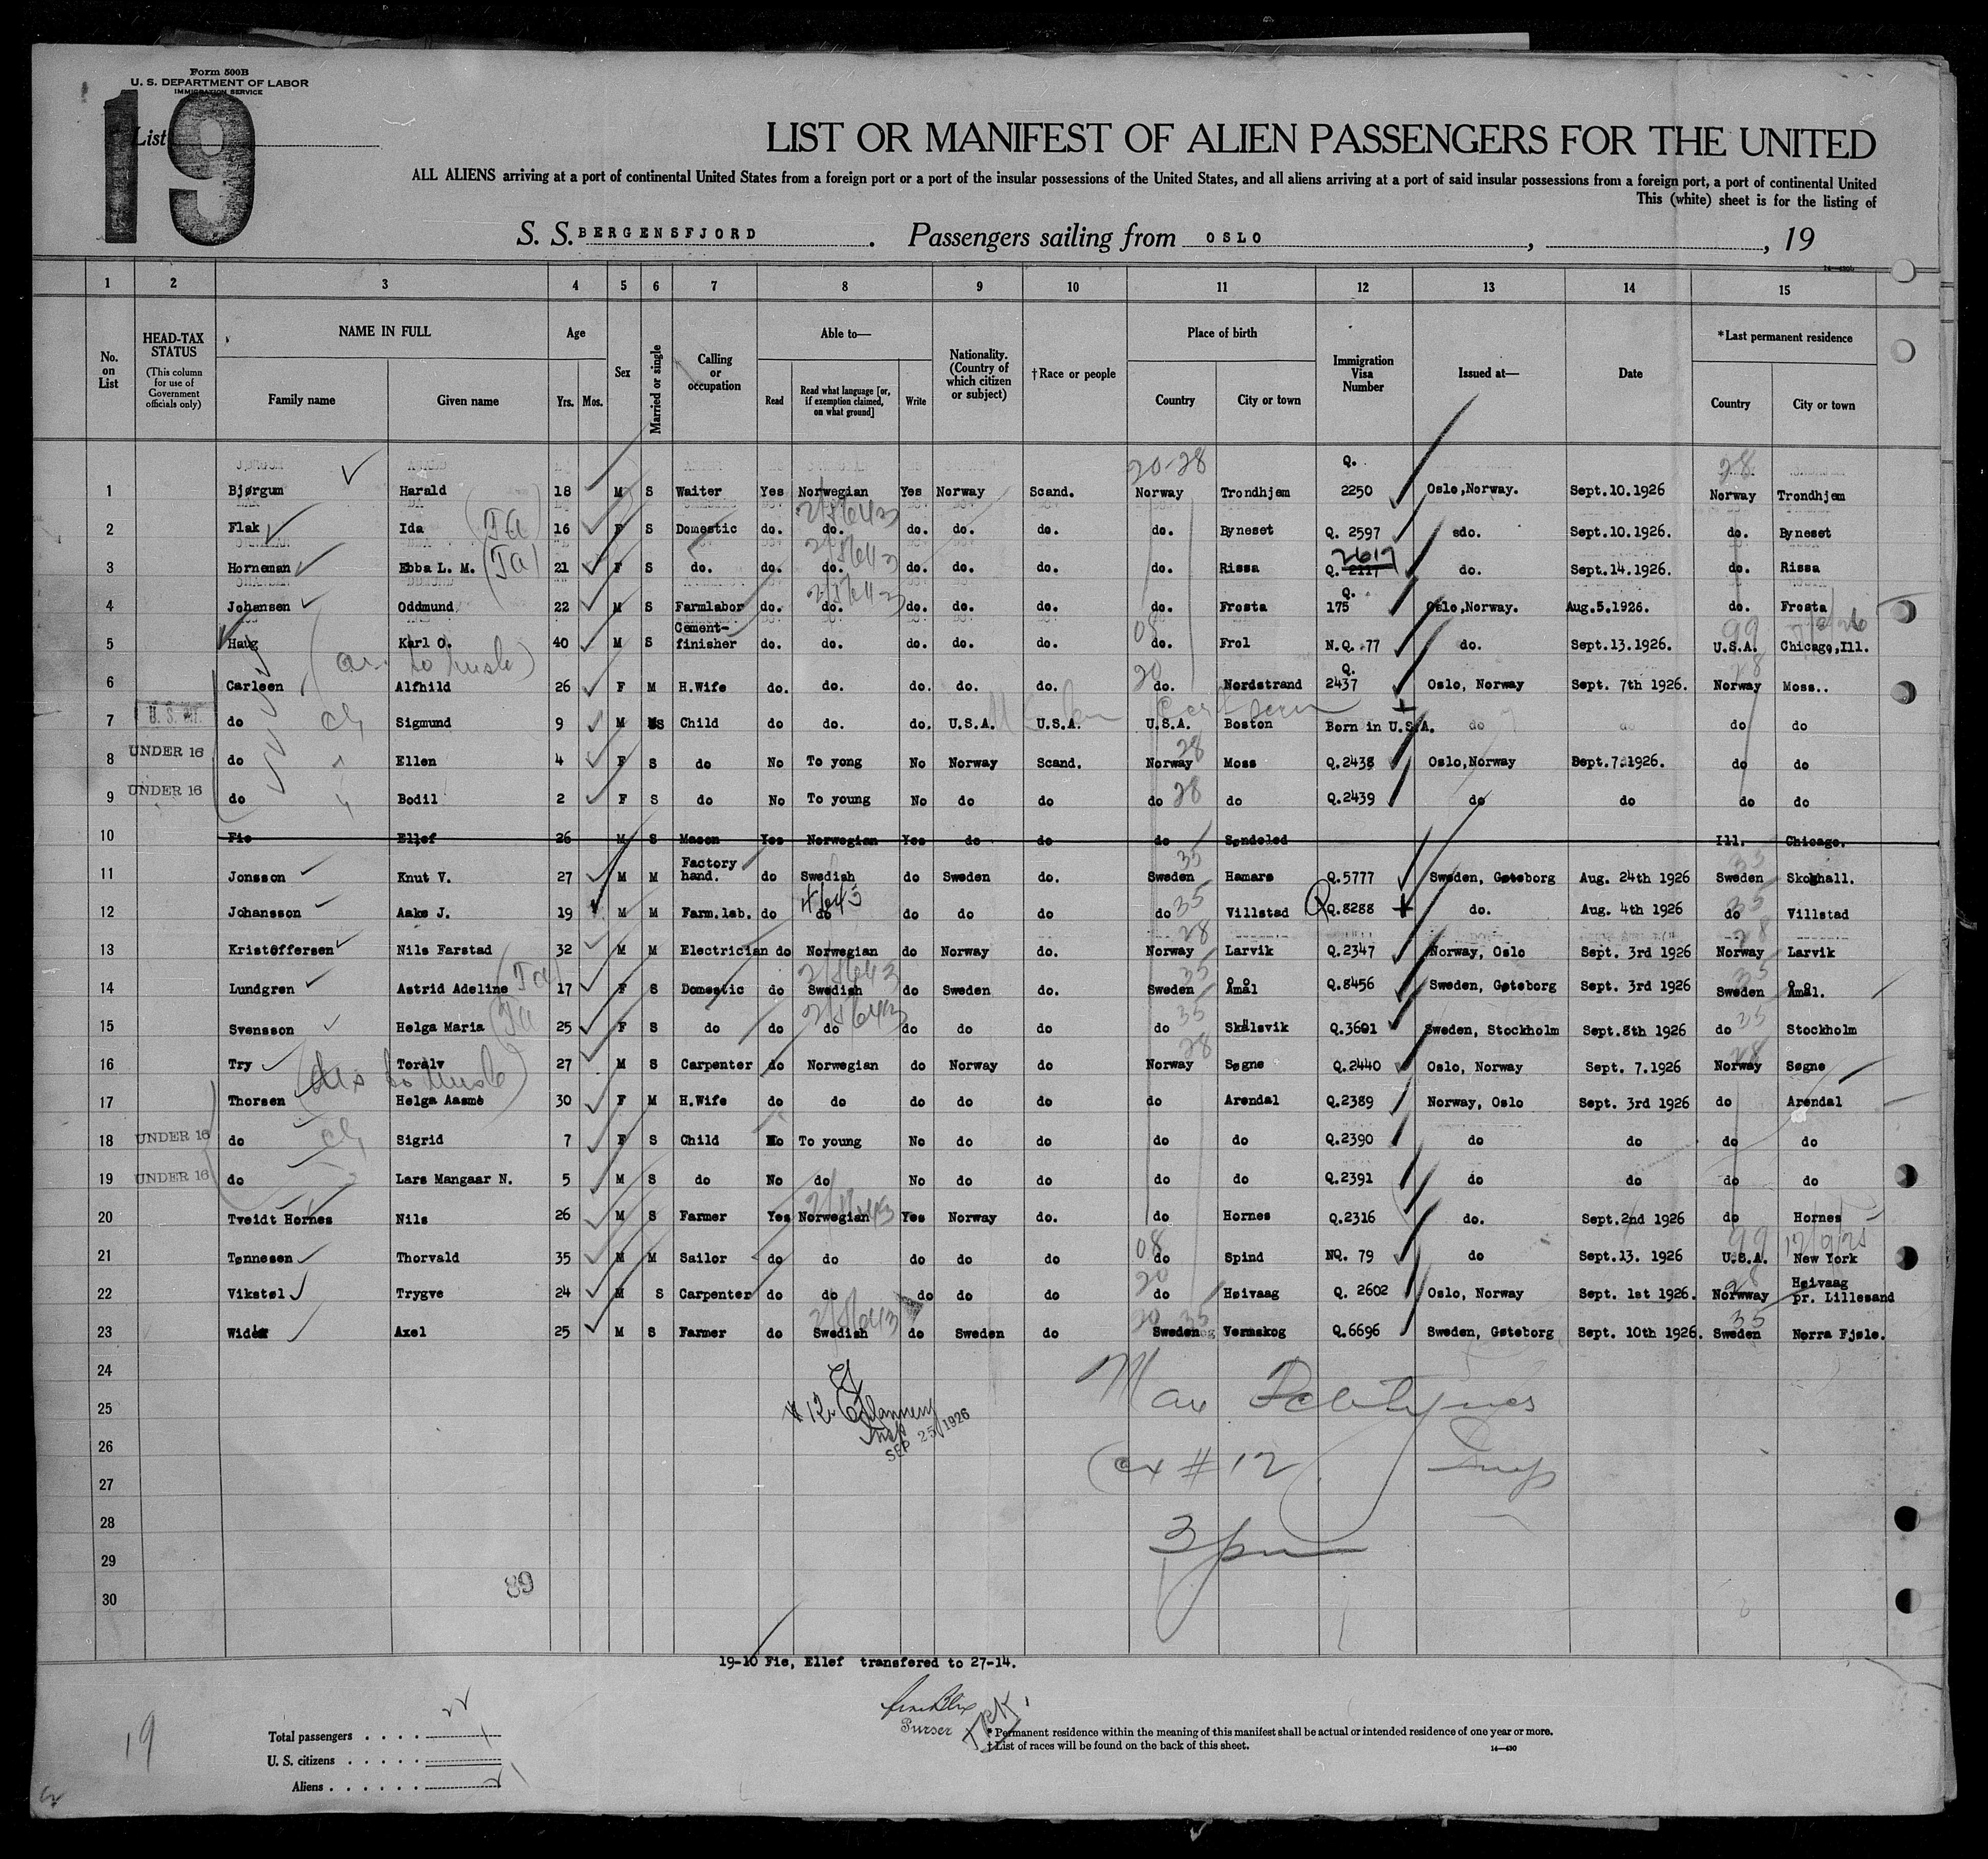 Form 500B
U. S. DEPARTMENT OF LABOR
IMMIGRATION SERVICE
List 19
LIST OR MANIFEST OF ALIEN PASSENGERS FOR THE UNITED
ALL ALIENS arriving at a port of continental United States from a foreign port or a port of the insular possessions of the United States, and all aliens arriving at a port of said insular possessions from a foreign port, a port of continental United
This (white) sheet is for the listing of
S. S. BERGENSFJORD. Passengers sailing from OSLO, , 19
1 2 3 4 5 6 7 8 9 10 11 12 13 14 15
No. on List
HEAD-TAX STATUS
(This column for use of Government officials only)
NAME IN FULL
Family name Given name
Age
Yrs. Mos.
Sex
Married or single
Calling or occupation
Able to—
Read Read what language [or, if exemption claimed, on what ground] Write
Nationality. (Country of which citizen or subject)
†Race or people
Place of birth
Country City or town
Immigration Visa Number
Issued at—
Date
*Last permanent residence
Country City or town
20-28 28
1 Bjørgum Harald 18 M S Waiter Yes Norwegian Yes Norway Scand. Norway Trondhjem Q. 2250 Oslo,Norway. Sept.10.1926 Norway Trondhjem
2 Flak Ida 16 F S Domestic do. do. do. do. do. do. Byneset Q. 2597 do. Sept.10.1926. do. Byneset
3 Horneman Ebba L. M. 21 F S do. do. do. do. do. do. do. Rissa Q. 2117 2617 do. Sept.14.1926. do. Rissa
4 Johansen Oddmund 22 M S Farmlabor do. do. do. do. do. do. Frosta Q. 175 Oslo,Norway. Aug.5.1926. do. Frosta
5 Haug Karl O. 40 M S Cement-finisher do. do. do. do. do. do. Frol N.Q. 77 do. Sept.13.1926. U.S.A. Chicago,Ill.
6 Carleen Alfhild 26 F M H.Wife do. do. do. do. do. do. Nordstrand Q. 2437 Oslo, Norway Sept. 7th 1926. Norway Moss..
7 do Sigmund 9 M S Child do do. do. U.S.A. U.S.A. U.S.A. Boston Born in U.S.A. do do do do
UNDER 16 8 do Ellen 4 F S do No To yong No Norway Scand. Norway Moss Q.2438 Oslo,Norway Sept.7.1926. do do
UNDER 16 9 do Bodil 2 F S do No To young No do do do do Q.2439 do do do do
10 Fie Ellef 26 M S Mason Yes Norwegian Yes do do do Søndeled Ill. Chicago.
11 Jonsson Knut V. 27 M M Factory hand. do Swedish do Sweden do. Sweden Hamarø Q.5777 Sweden, Gøteborg Aug. 24th 1926 Sweden Skoghall.
12 Johansson Aake J. 19 M M Farm.lab. do do do do do do Villstad Q.8288 do. Aug. 4th 1926 do Villstad
13 Kristoffersen Nils Farstad 32 M M Electrician do Norwegian do Norway do. Norway Larvik Q.2347 Norway, Oslo Sept. 3rd 1926 Norway Larvik
14 Lundgren Astrid Adeline 17 F S Domestic do Swedish do Sweden do. Sweden Åmål Q.8456 Sweden, Gøteborg Sept. 3rd 1926 Sweden Åmål.
15 Svensson Helga Maria 25 F S do do do do do do do Skålsvik Q.3601 Sweden, Stockholm Sept.8th 1926 do Stockholm
16 Try Toralv 27 M S Carpenter do Norwegian do Norway do Norway Søgne Q.2440 Oslo, Norway Sept. 7.1926 Norway Søgne
17 Thorsen Helga Aasme 30 F M H.Wife do do do do do do Arendal Q.2389 Norway, Oslo Sept. 3rd 1926 do Arendal
UNDER 16 18 do Sigrid 7 F S Child No To young No do do do do Q.2390 do do do do
UNDER 16 19 do Lars Mangaar N. 5 M S do No do No do do do do Q.2391 do do do do
20 Tveidt Hornes Nils 26 M S Farmer Yes Norwegian Yes Norway do. do Hornes Q.2316 do. Sept.2nd 1926 do Hornes
21 Tønnesen Thorvald 35 M M Sailor do do do do do do Spind NQ. 79 do Sept.13. 1926 U.S.A. New York
22 Vikstøl Trygve 24 M S Carpenter do do do do do do Høivaag Q. 2602 Oslo, Norway Sept. 1st 1926. Norway Høivaag pr. Lillesand
23 Widér Axel 25 M S Farmer do Swedish do Sweden do Sweden Vermskog Q.6696 Sweden, Gøteborg Sept. 10th 1926. Sweden Norra Fjøle.
24
25
SEP 25 1926
26
ex # 12 Insp
27
28
3 pm
29
89
30
19-10 Fie, Ellef transfered to 27-14.
Purser
19
Total passengers . . . .
U. S. citizens . . . . .
Aliens . . . . . .
* Permanent residence within the meaning of this manifest shall be actual or intended residence of one year or more.
† List of races will be found on the back of this sheet.
14—430